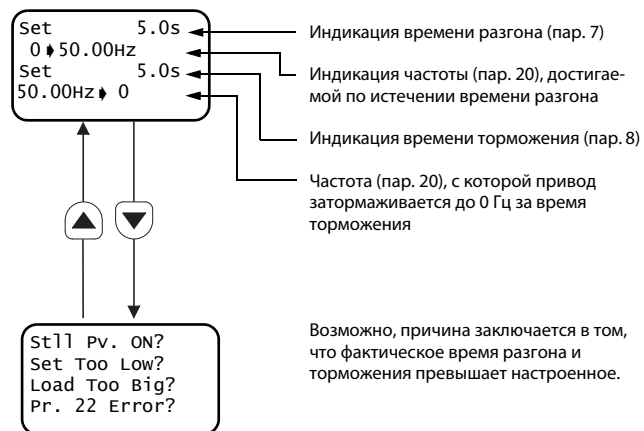 Set 5.0s
0➧50.00Hz
Set 5.0s
50.00Hz➧ 0
Индикация времени разгона (пар. 7)
Индикация частоты (пар. 20), достигае-
мой по истечении времени разгона
Индикация времени торможения (пар. 8)
Частота (пар. 20), с которой привод
затормаживается до 0 Гц за время
торможения
Stll Pv. ON?
Set Too Low?
Load Too Big?
Pr. 22 Error?
Возможно, причина заключается в том,
что фактическое время разгона и
торможения превышает настроенное.